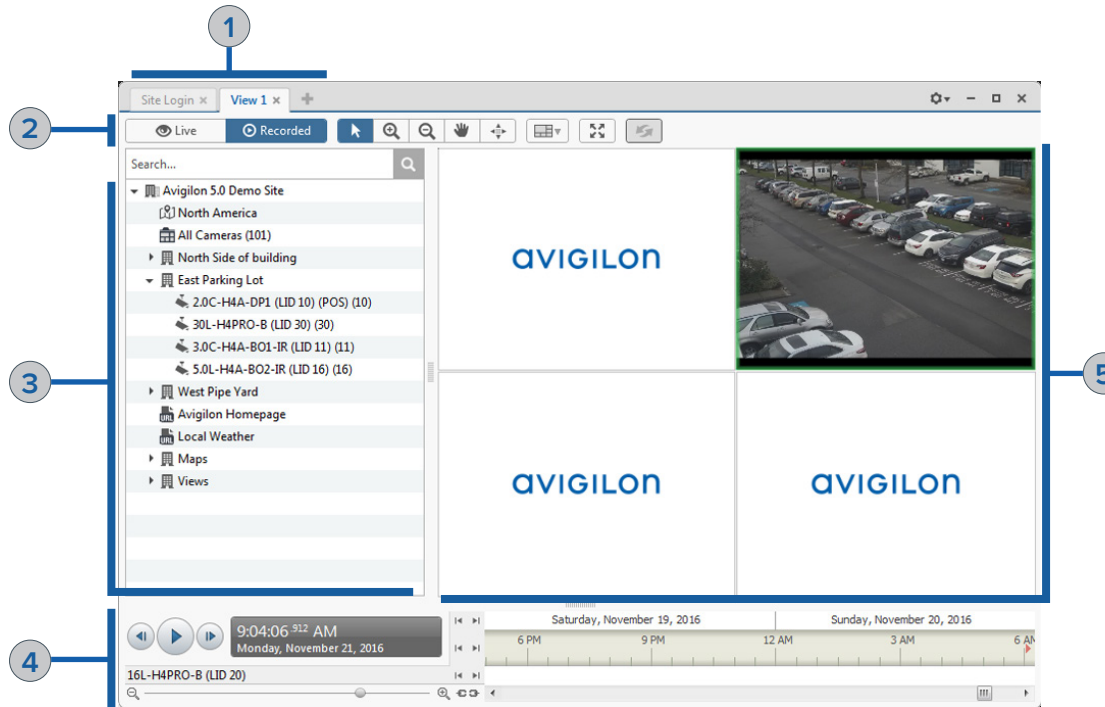 1
Site Login
View 1
2
Live
Recorded
Search...
Avigilon 5.0 Demo Site
North America
All Cameras (101)
North Side of building
East Parking Lot
2.0C-H4A-DP1 (LID 10) (POS) (10)
30L-H4PRO-B (LID 30) (30)
3.0C-H4A-BO1-IR (LID 11) (11)
5.0L-H4A-BO2-IR (LID 16) (16)
West Pipe Yard
URL Avigilon Homepage
URL Local Weather
Maps
Views
3
avigilon
avigilon
avigilon
5
4
9:04:06.912 AM
Monday, November 21, 2016
16L-H4PRO-B (LID 20)
Saturday, November 19, 2016
Sunday, November 20, 2016
6 PM
9 PM
12 AM
3 AM
6 AM